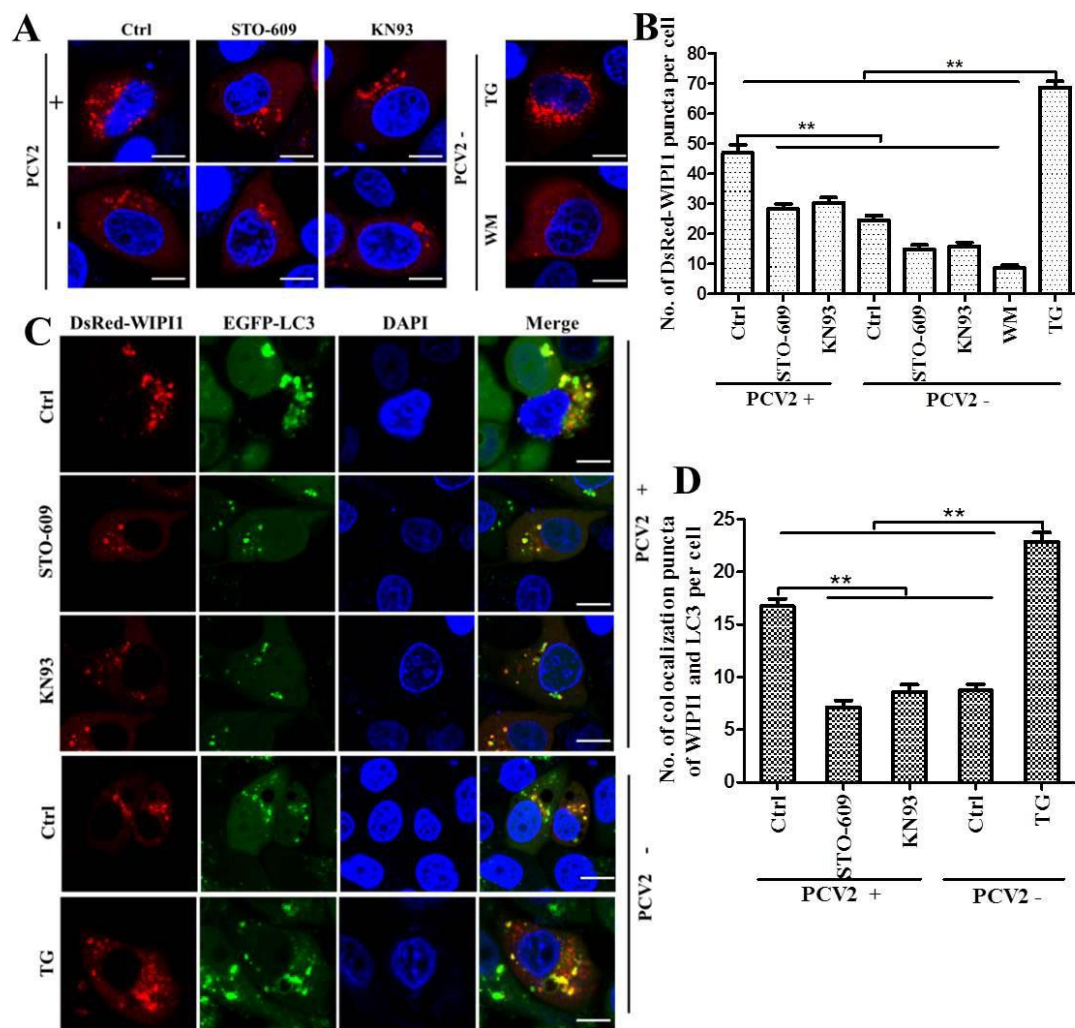 A
Ctrl
STO-609
KN93
PCV2
+
-
PCV2 -
TG
WM
B
No. of DsRed-WIPI1 puncta per cell
80
70
60
50
40
30
20
10
0
**
**
Ctrl
STO-609
KN93
Ctrl
STO-609
KN93
WM
TG
PCV2 +
PCV2 -
C
DsRed-WIPI1
EGFP-LC3
DAPI
Merge
Ctrl
STO-609
KN93
Ctrl
TG
PCV2 +
PCV2 -
D
No. of colocalization puncta
of WIPI1 and LC3 per cell
25
20
15
10
5
0
**
**
Ctrl
STO-609
KN93
Ctrl
TG
PCV2 +
PCV2 -